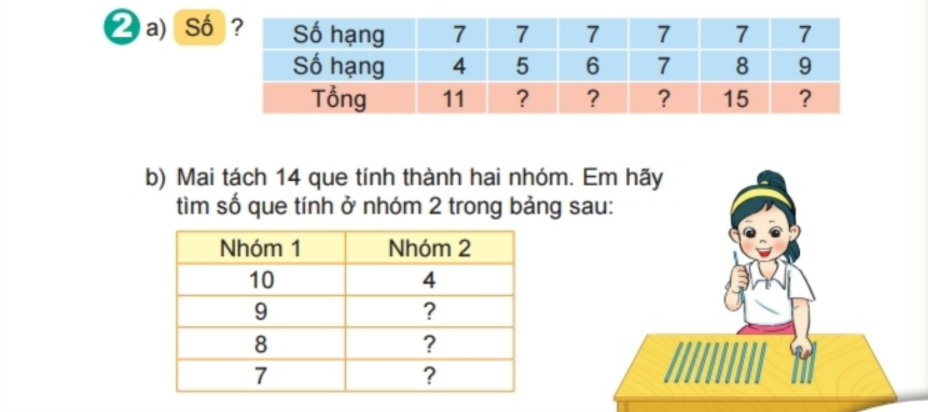 2 a) Số ?
Số hạng 7 7 7 7 7 7
Số hạng 4 5 6 7 8 9
Tổng 11 ? ? ? 15 ?
b) Mai tách 14 que tính thành hai nhóm. Em hãy
tìm số que tính ở nhóm 2 trong bảng sau:
Nhóm 1 Nhóm 2
10 4
9 ?
8 ?
7 ?